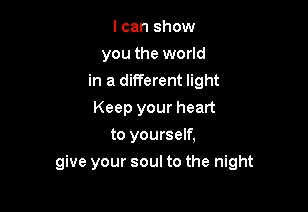 I can show
you the world
in a different light
Keep your heart
to yourself,
give your soul to the night